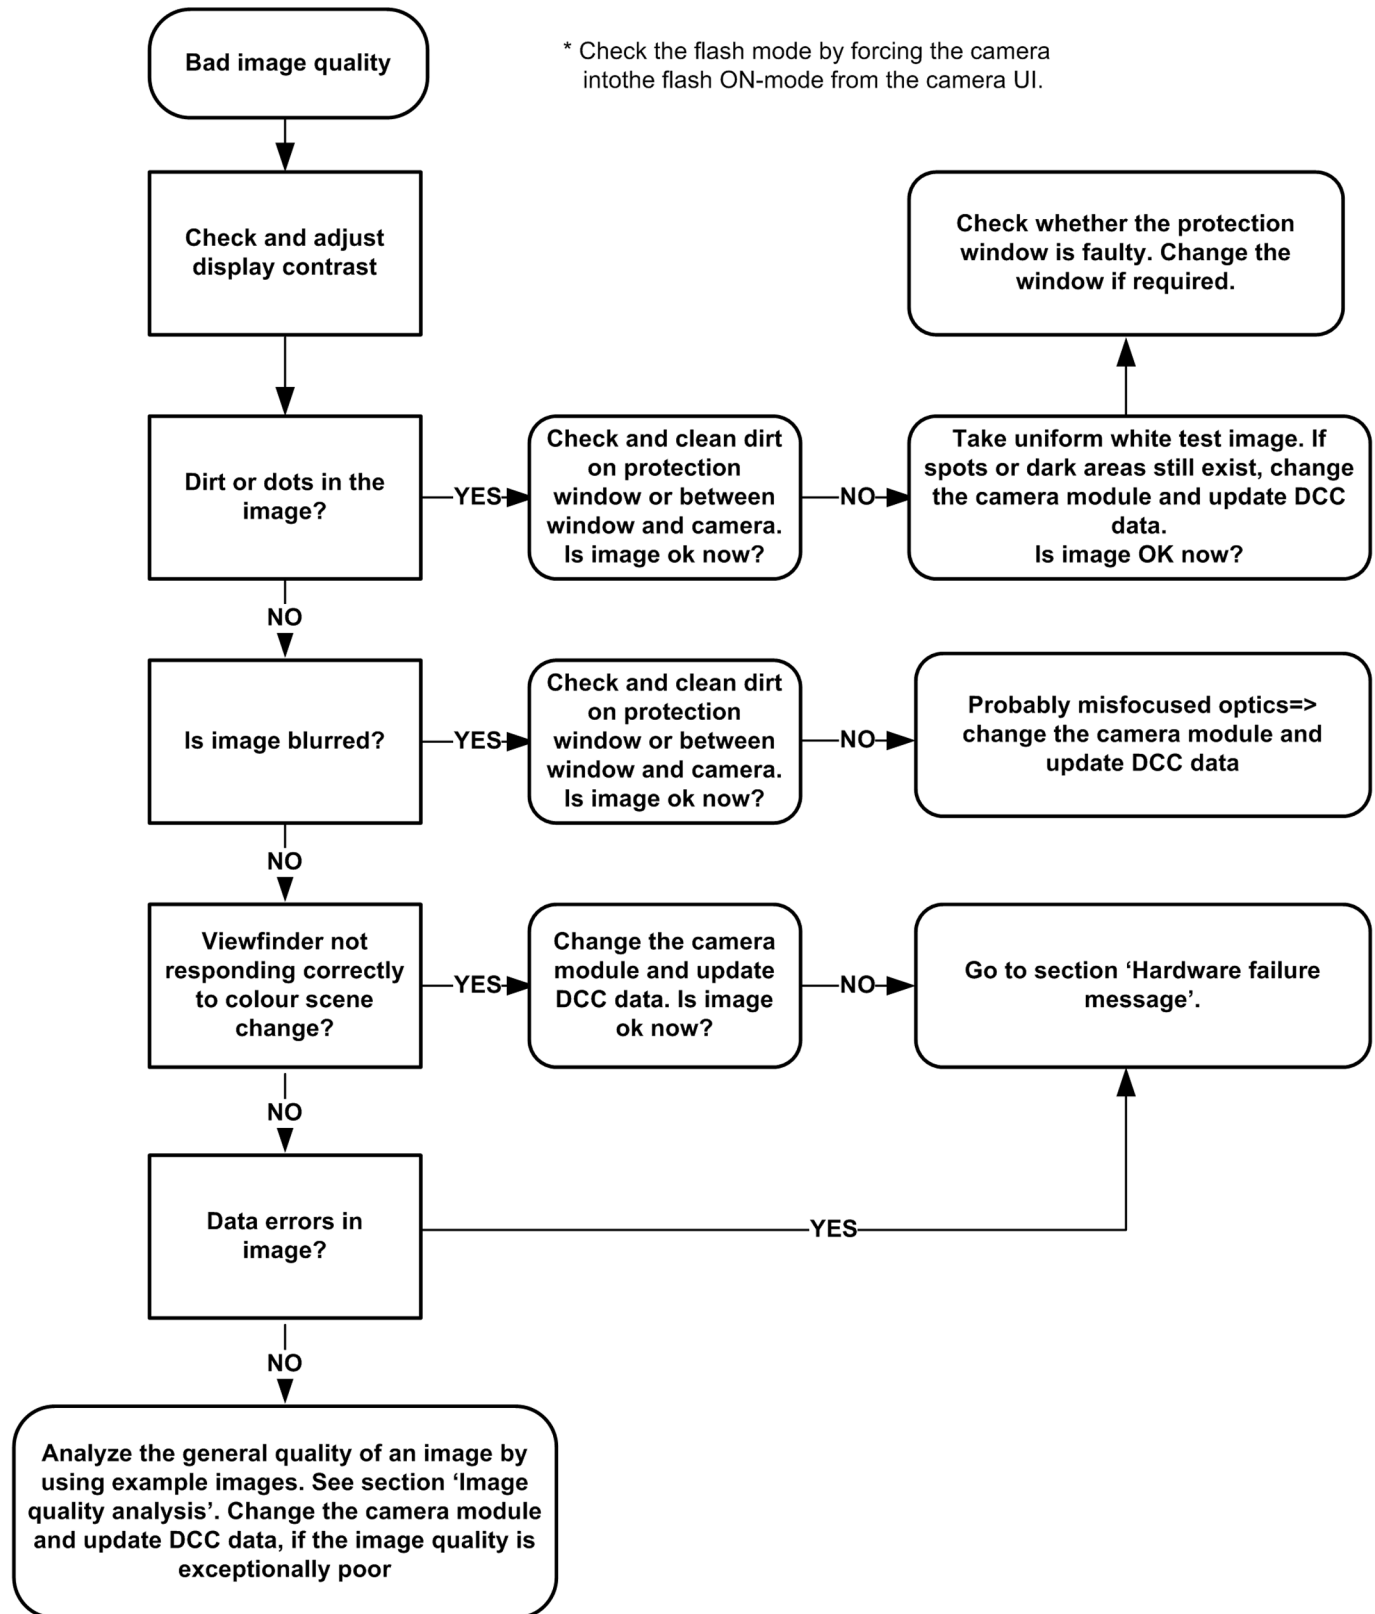 Bad image quality
* Check the flash mode by forcing the camera
intothe flash ON-mode from the camera UI.
Check and adjust
display contrast
Check whether the protection
window is faulty. Change the
window if required.
Dirt or dots in the
image?
YES
Check and clean dirt
on protection
window or between
window and camera.
Is image ok now?
NO
Take uniform white test image. If
spots or dark areas still exist, change
the camera module and update DCC
data.
Is image OK now?
NO
Is image blurred?
YES
Check and clean dirt
on protection
window or between
window and camera.
Is image ok now?
NO
Probably misfocused optics=>
change the camera module and
update DCC data
NO
Viewfinder not
responding correctly
to colour scene
change?
YES
Change the camera
module and update
DCC data. Is image
ok now?
NO
Go to section ‘Hardware failure
message’.
NO
Data errors in
image?
YES
NO
Analyze the general quality of an image by
using example images. See section ‘Image
quality analysis’. Change the camera module
and update DCC data, if the image quality is
exceptionally poor